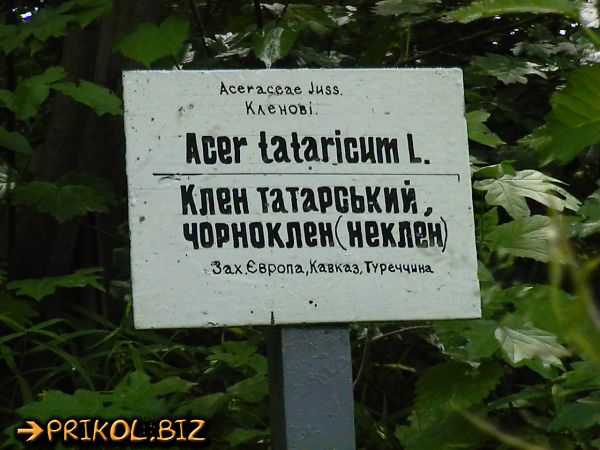 Aceraceae Juss.
Кленові.
Acer tataricum L.
Клен татарський,
чорноклен(неклен)
Зах.Європа,Кавказ,Туреччина
PRIKOL.BIZ